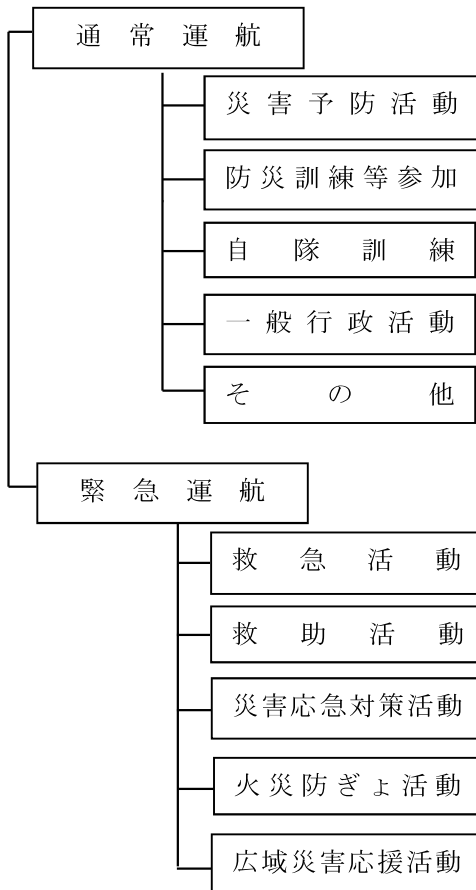 通常運航
災害予防活動
防災訓練等参加
自隊訓練
一般行政活動
その他
緊急運航
救急活動
救助活動
災害応急対策活動
火災防ぎょ活動
広域災害応援活動